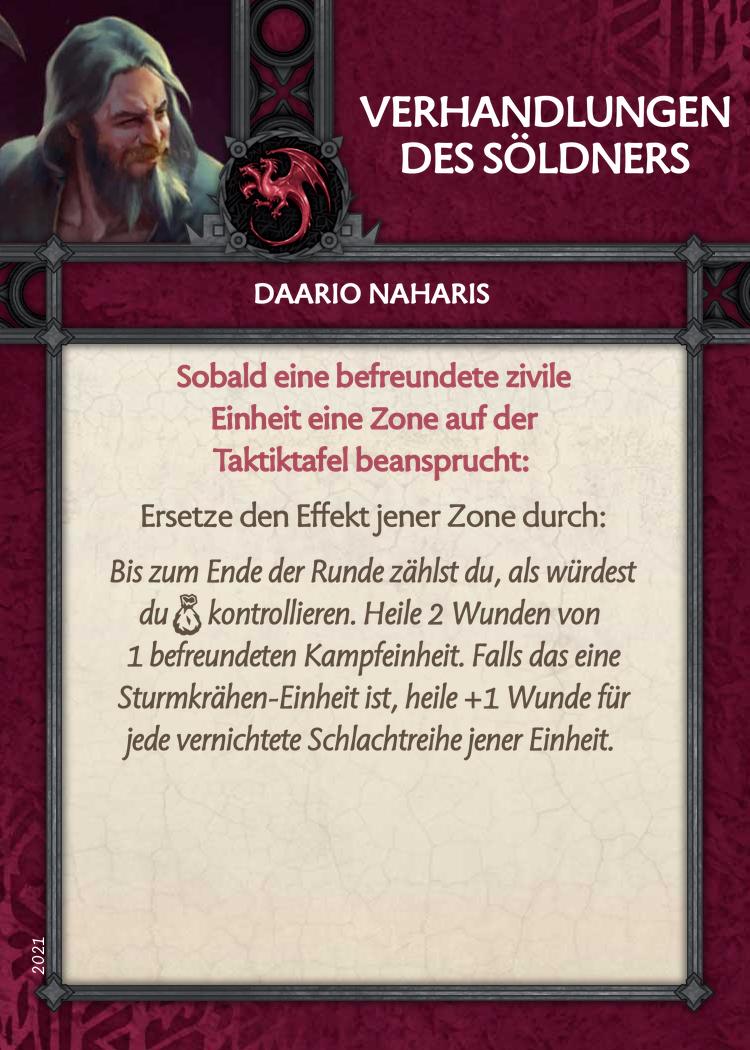 VERHANDLUNGEN
DES SÖLDNERS
DAARIO NAHARIS
Sobald eine befreundete zivile
Einheit eine Zone auf der
Taktiktafel beansprucht:
Ersetze den Effekt jener Zone durch:
Bis zum Ende der Runde zählst du, als würdest
du kontrollieren. Heile 2 Wunden von
1 befreundeten Kampfeinheit. Falls das eine
Sturmkrähen-Einheit ist, heile +1 Wunde für
jede vernichtete Schlachtreihe jener Einheit.
2021